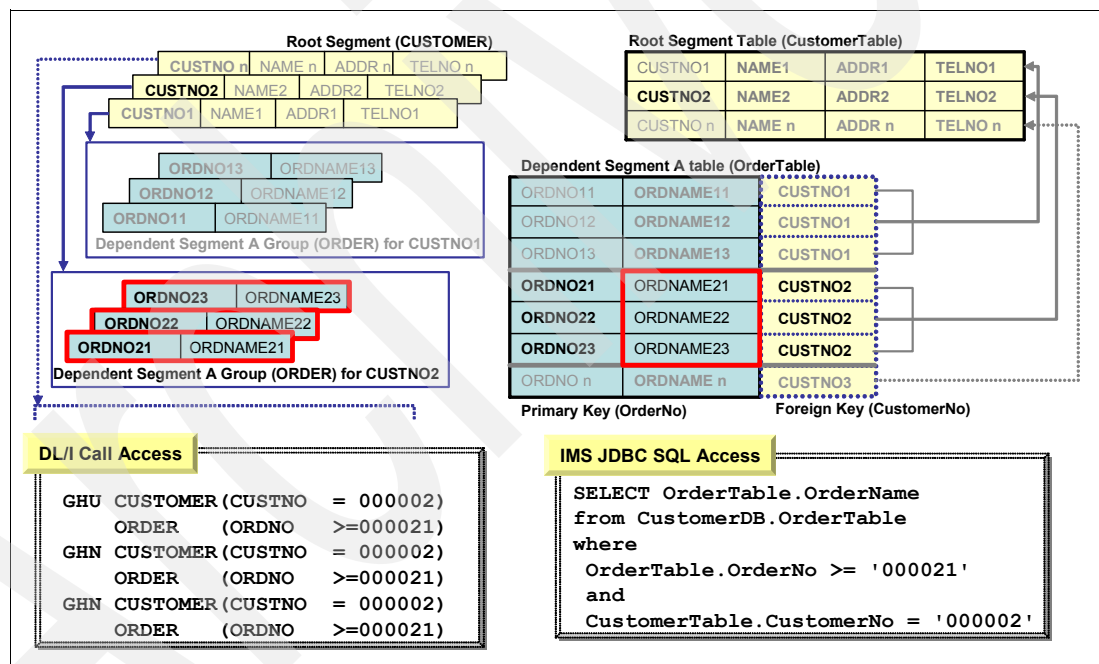 Root Segment (CUSTOMER)
CUSTNO n NAME n ADDR n TELNO n
CUSTNO2 NAME2 ADDR2 TELNO2
CUSTNO1 NAME1 ADDR1 TELNO1
ORDNO13 ORDNAME13
ORDNO12 ORDNAME12
ORDNO11 ORDNAME11
Dependent Segment A Group (ORDER) for CUSTNO1
ORDNO23 ORDNAME23
ORDNO22 ORDNAME22
ORDNO21 ORDNAME21
Dependent Segment A Group (ORDER) for CUSTNO2
Root Segment Table (CustomerTable)
CUSTNO1 NAME1 ADDR1 TELNO1
CUSTNO2 NAME2 ADDR2 TELNO2
CUSTNO n NAME n ADDR n TELNO n
Dependent Segment A table (OrderTable)
ORDNO11 ORDNAME11 CUSTNO1
ORDNO12 ORDNAME12 CUSTNO1
ORDNO13 ORDNAME13 CUSTNO1
ORDNO21 ORDNAME21 CUSTNO2
ORDNO22 ORDNAME22 CUSTNO2
ORDNO23 ORDNAME23 CUSTNO2
ORDNO n ORDNAME n CUSTNO3
Primary Key (OrderNo) Foreign Key (CustomerNo)
DL/I Call Access
GHU CUSTOMER(CUSTNO = 000002)
ORDER (ORDNO >=000021)
GHN CUSTOMER(CUSTNO = 000002)
ORDER (ORDNO >=000021)
GHN CUSTOMER(CUSTNO = 000002)
ORDER (ORDNO >=000021)
IMS JDBC SQL Access
SELECT OrderTable.OrderName
from CustomerDB.OrderTable
where
OrderTable.OrderNo >= '000021'
and
CustomerTable.CustomerNo = '000002'